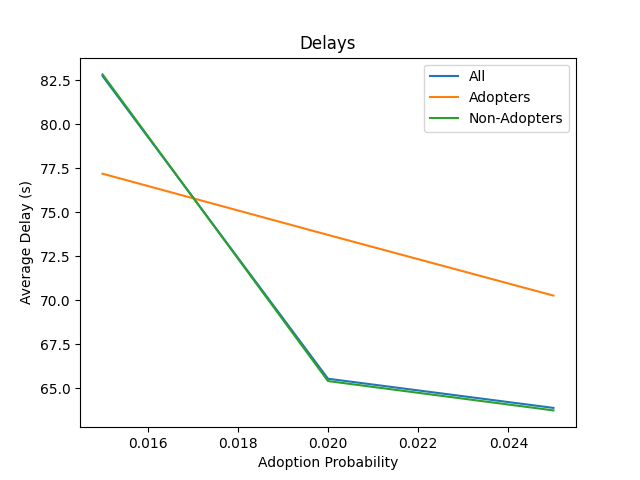 Delays
All
Adopters
Non-Adopters
Average Delay (s)
82.5
80.0
77.5
75.0
72.5
70.0
67.5
65.0
0.016
0.018
0.020
0.022
0.024
Adoption Probability